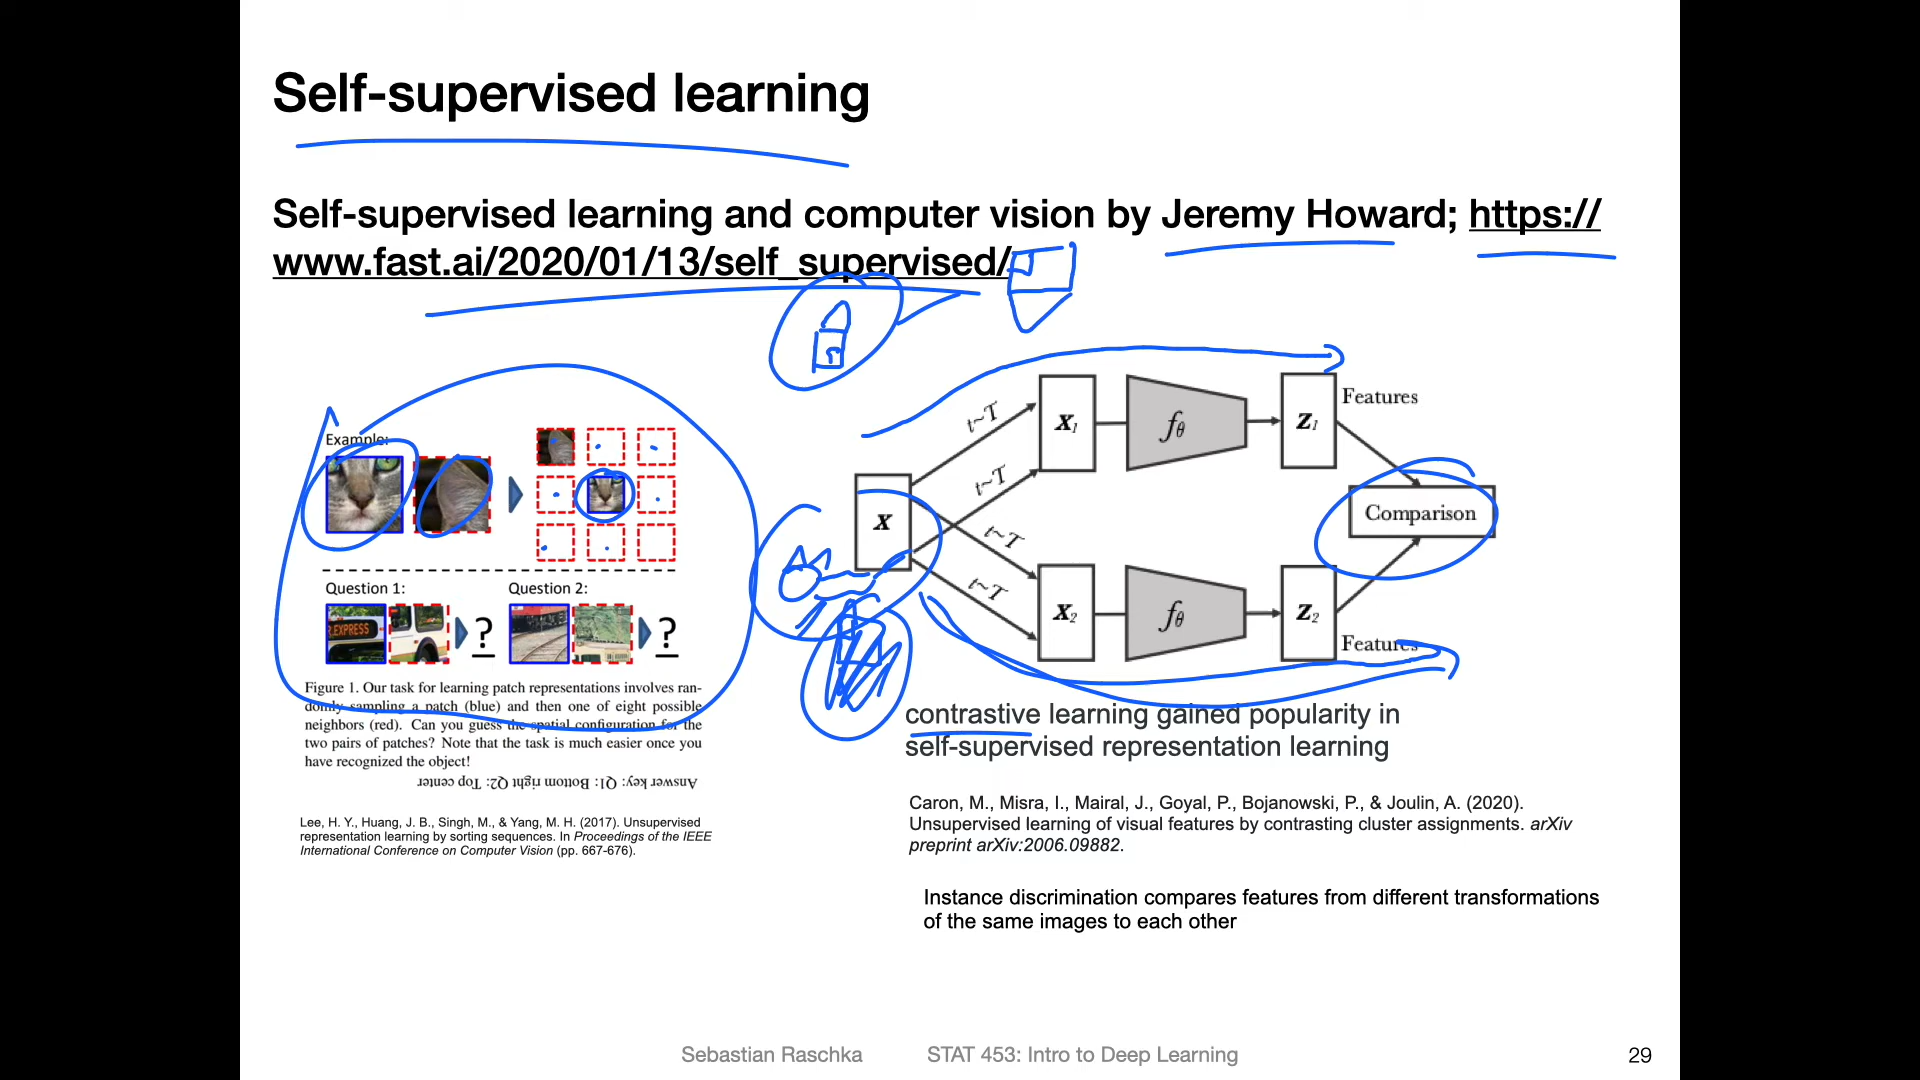 Self-supervised learning
Self-supervised learning and computer vision by Jeremy Howard; https://
www.fast.ai/2020/01/13/self_supervised/
Example:
Question 1:
Question 2:
R.EXPRESS
?
?
Figure 1. Our task for learning patch representations involves ran-
domly sampling a patch (blue) and then one of eight possible
neighbors (red). Can you guess the spatial configuration for the
two pairs of patches? Note that the task is much easier once you
have recognized the object!
Answer key: Q1: Bottom right Q2: Top center
Lee, H. Y., Huang, J. B., Singh, M., & Yang, M. H. (2017). Unsupervised
representation learning by sorting sequences. In Proceedings of the IEEE
International Conference on Computer Vision (pp. 667-676).
X
t~T
t~T
t~T
t~T
X₁
fθ
Z₁
Features
Comparison
X₂
fθ
Z₂
Features
contrastive learning gained popularity in
self-supervised representation learning
Caron, M., Misra, I., Mairal, J., Goyal, P., Bojanowski, P., & Joulin, A. (2020).
Unsupervised learning of visual features by contrasting cluster assignments. arXiv
preprint arXiv:2006.09882.
Instance discrimination compares features from different transformations
of the same images to each other
Sebastian Raschka
STAT 453: Intro to Deep Learning
29